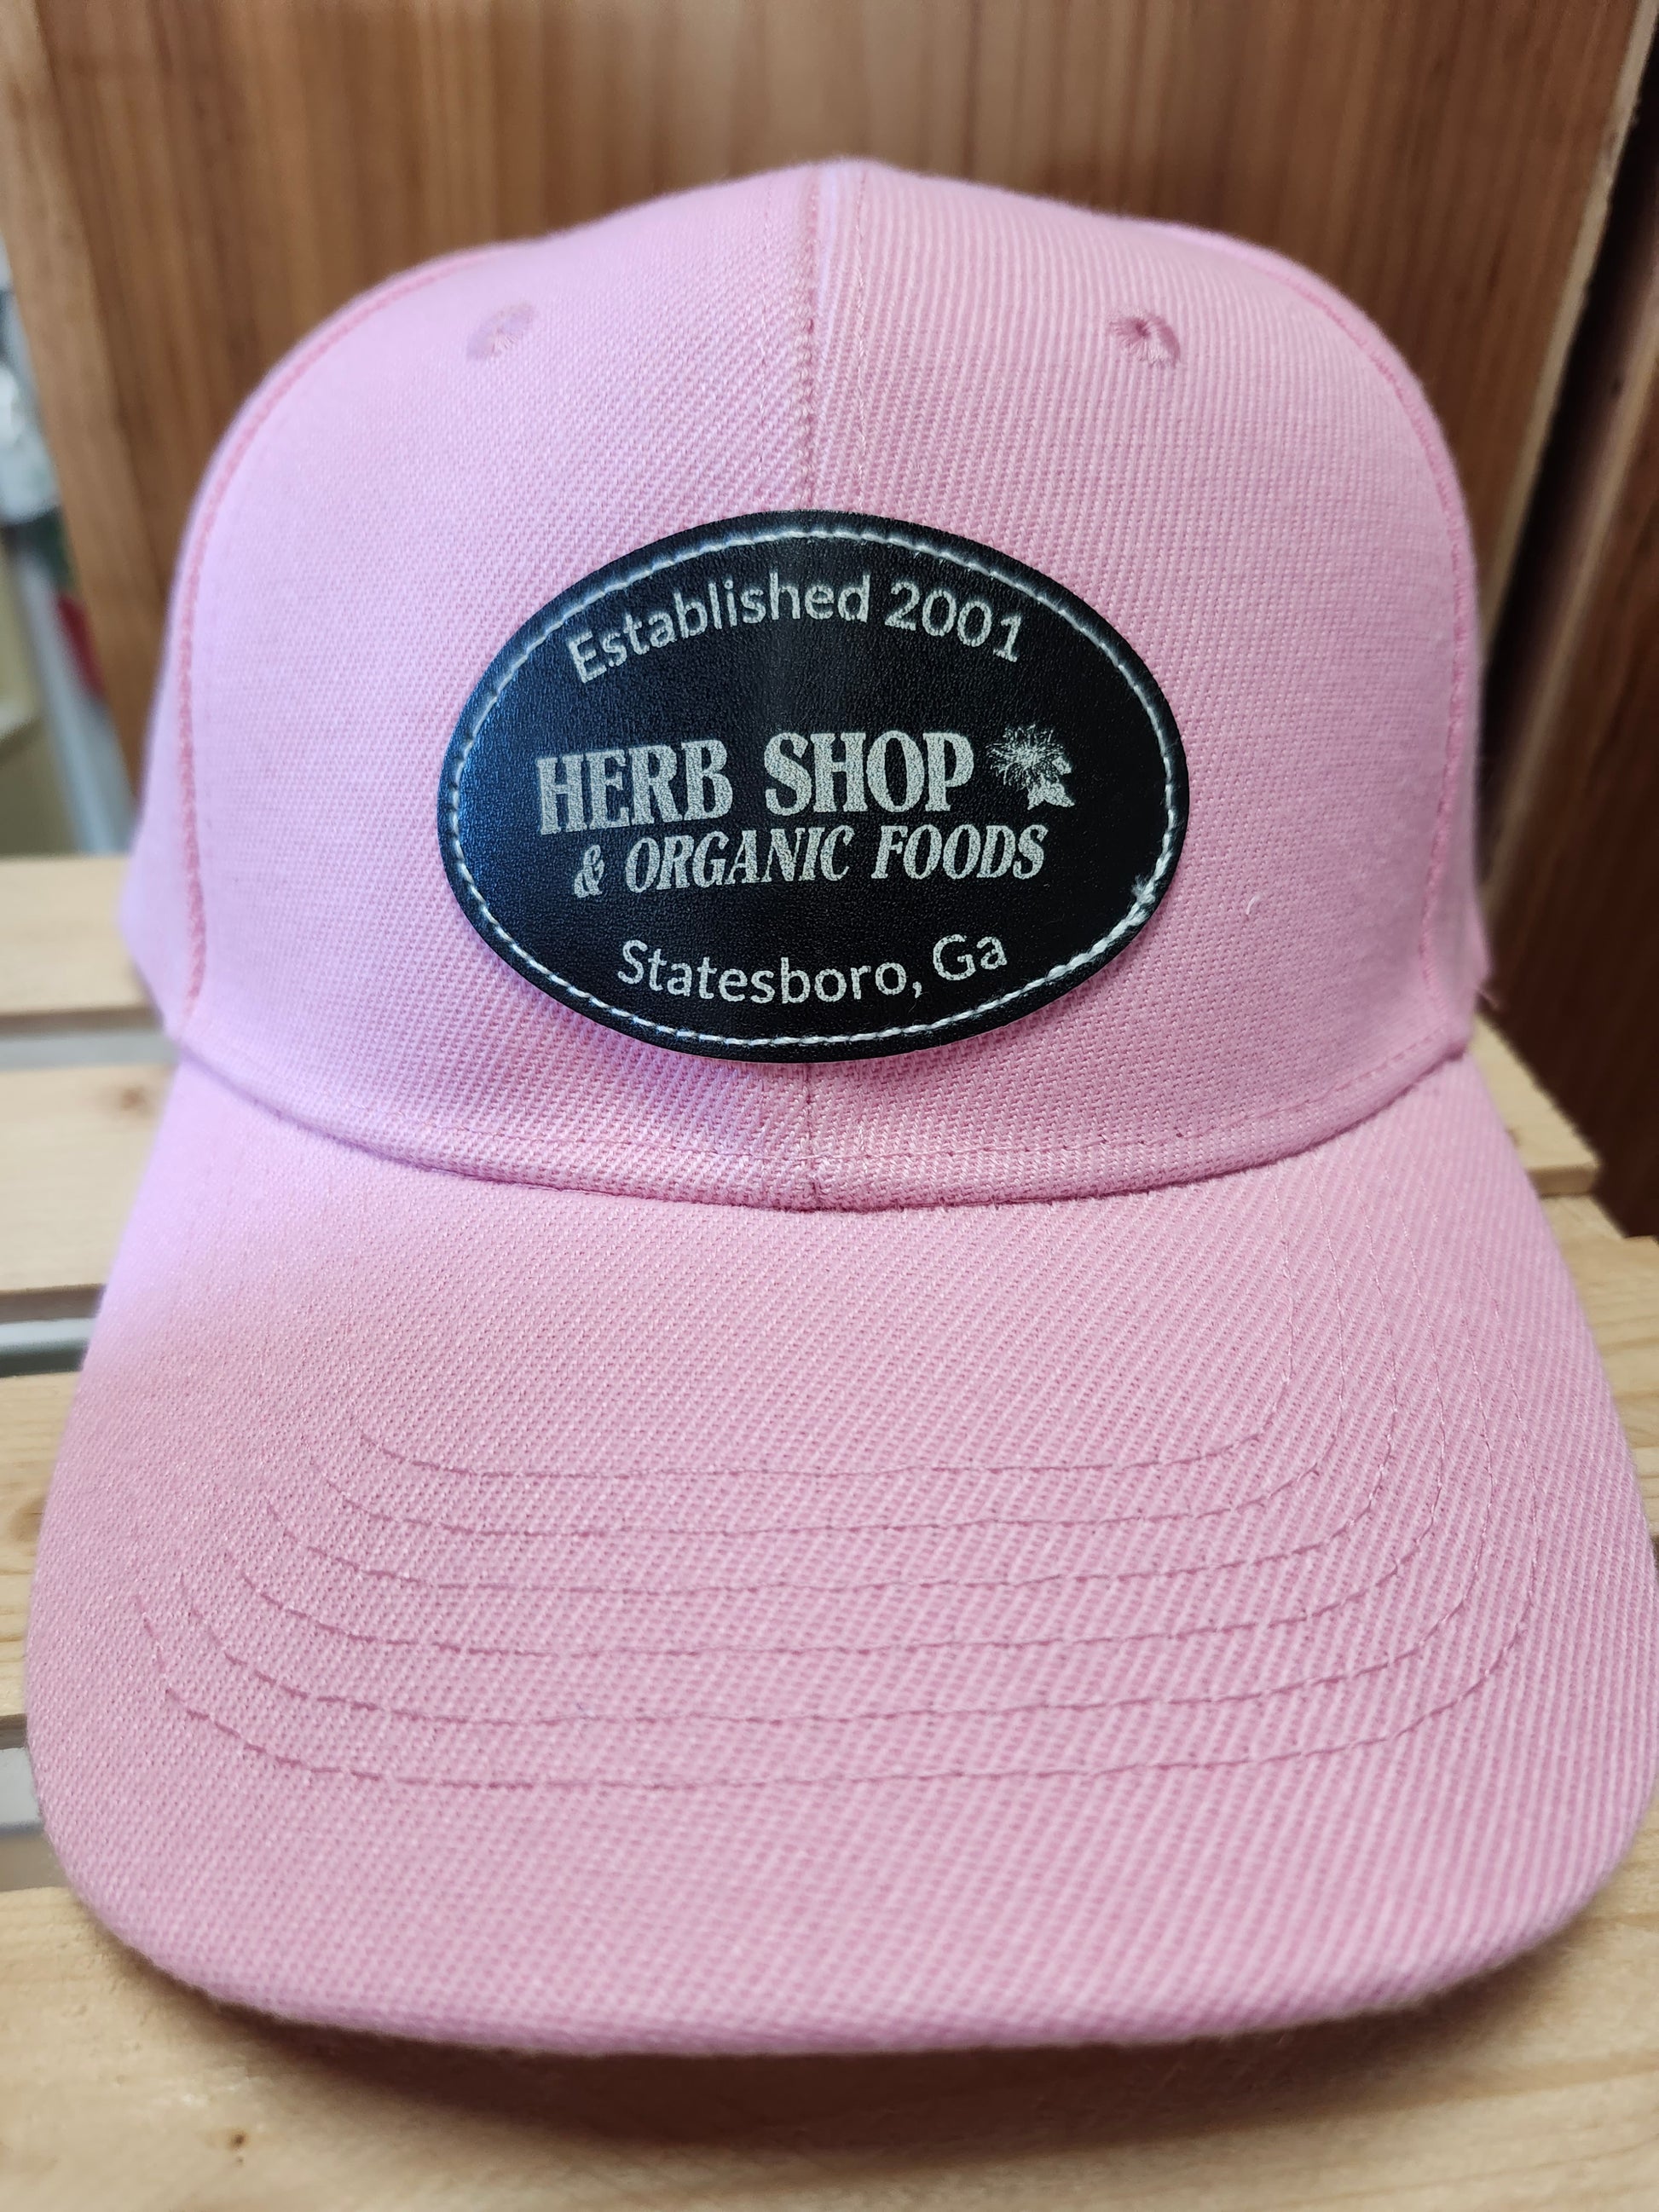 Established 2001
HERB SHOP
& ORGANIC FOODS
Statesboro, Ga